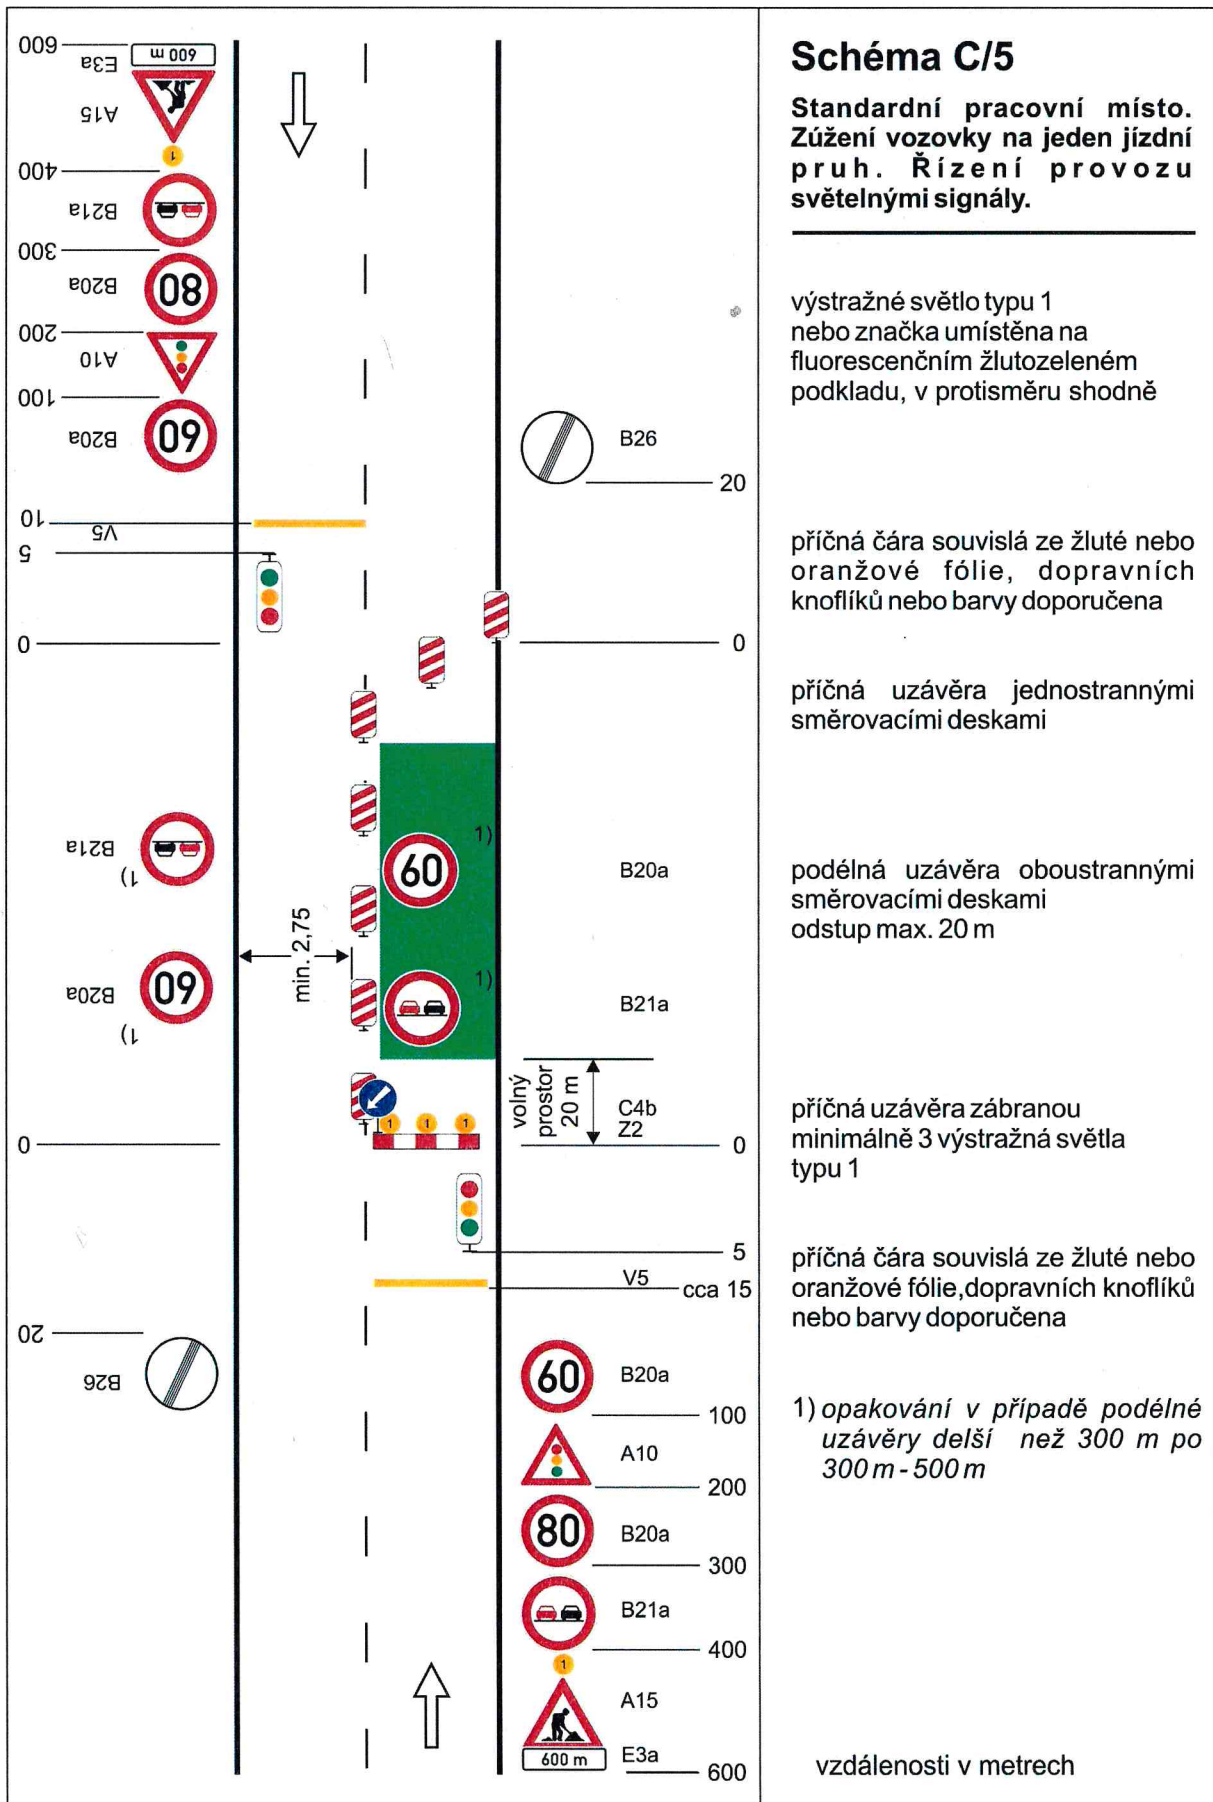 Schéma C/5
Standardní pracovní místo.
Zúžení vozovky na jeden jízdní
pruh. Řízení provozu
světelnými signály.
výstražné světlo typu 1
nebo značka umístěna na
fluorescenčním žlutozeleném
podkladu, v protisměru shodně
příčná čára souvislá ze žluté nebo
oranžové fólie, dopravních
knoflíků nebo barvy doporučena
příčná uzávěra jednostrannými
směrovacími deskami
podélná uzávěra oboustrannými
směrovacími deskami
odstup max. 20 m
příčná uzávěra zábranou
minimálně 3 výstražná světla
typu 1
příčná čára souvislá ze žluté nebo
oranžové fólie,dopravních knoflíků
nebo barvy doporučena
1) opakování v případě podélné
uzávěry delší než 300 m po
300 m - 500 m
vzdálenosti v metrech
600
600 m
E3a
A15
1
400
B21a
300
B20a
80
200
A10
100
B20a
60
10
V5
5
0
B21a
1)
B20a
60
1)
0
20
B26
min. 2,75
B26
20
0
1)
60
B20a
1)
B21a
volný
prostor
20 m
C4b
Z2
1 1 1
0
5
V5
cca 15
60
B20a
100
A10
200
80
B20a
300
B21a
400
1
A15
600 m
E3a
600